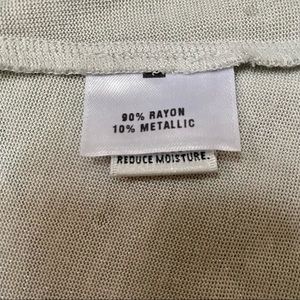 90% RAYON
10% METALLIC
REDUCE MOISTURE.